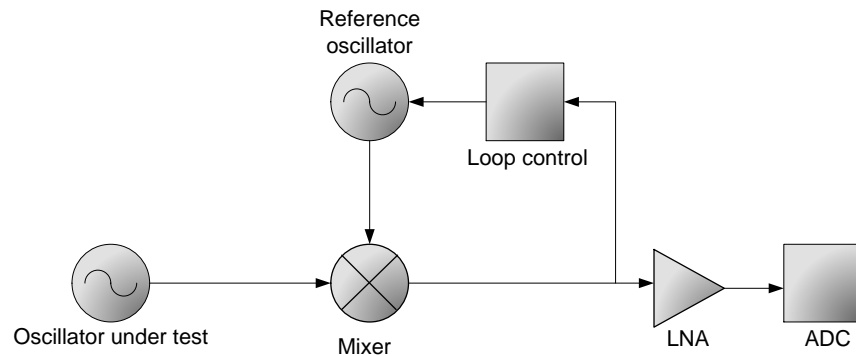 Reference
oscillator
Loop control
Oscillator under test
Mixer
LNA
ADC